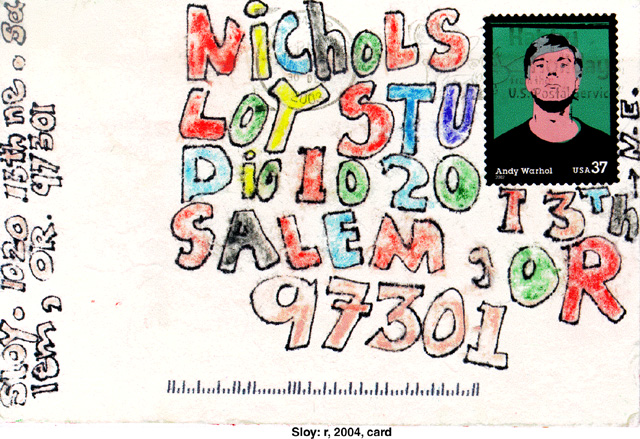 SLOY. 1020 13th ne. Sa
lem, OR. 97301
NichoLS
LOY STU
Dio 1020
13Th N.E.
SALEM, OR
97301
U.S. Postal Servic
Andy Warhol USA 37
Sloy: r, 2004, card